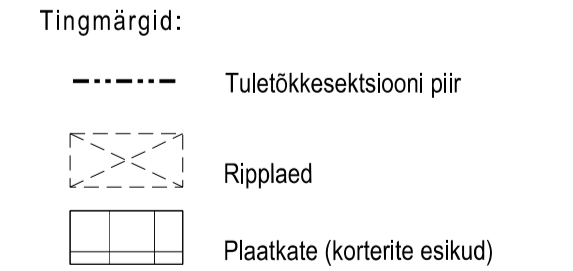 Tingmärgid:
Tuletõkkesektsiooni piir
Ripplaed
Plaatkate (korterite esikud)